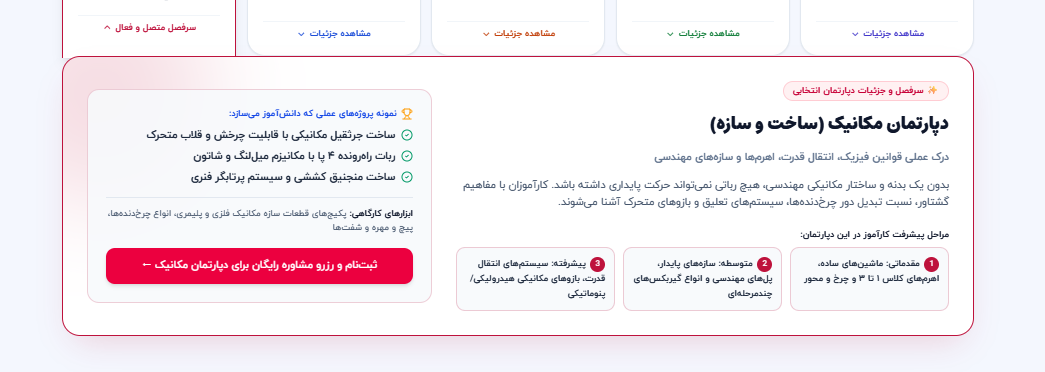 مشاهده جزئیات
مشاهده جزئیات
مشاهده جزئیات
مشاهده جزئیات
سرفصل متصل و فعال
سرفصل و جزئیات دپارتمان انتخابی
دپارتمان مکانیک (ساخت و سازه)
درک عملی قوانین فیزیک، انتقال قدرت، اهرم‌ها و سازه‌های مهندسی
بدون یک بدنه و ساختار مکانیکی مهندسی، هیچ رباتی نمی‌تواند حرکت پایداری داشته باشد. کارآموزان با مفاهیم
گشتاور، نسبت تبدیل دور چرخ‌دنده‌ها، سیستم‌های تعلیق و بازوهای متحرک آشنا می‌شوند.
مراحل پیشرفت کارآموز در این دپارتمان:
1 مقدماتی: ماشین‌های ساده،
اهرم‌های کلاس ۱ تا ۳ و چرخ و محور
2 متوسطه: سازه‌های پایدار،
پل‌های مهندسی و انواع گیربکس‌های
چندمرحله‌ای
3 پیشرفته: سیستم‌های انتقال
قدرت، بازوهای مکانیکی هیدرولیکی/
پنوماتیکی
نمونه پروژه‌های عملی که دانش‌آموز می‌سازد:
ساخت جرثقیل مکانیکی با قابلیت چرخش و قلاب متحرک
ربات راه‌رونده ۴ پا با مکانیزم میل‌لنگ و شاتون
ساخت منجنیق کششی و سیستم پرتابگر فنری
ابزارهای کارگاهی: پکیج‌های قطعات سازه مکانیک فلزی و پلیمری، انواع چرخ‌دنده‌ها،
پیچ و مهره و شفت‌ها
ثبت‌نام و رزرو مشاوره رایگان برای دپارتمان مکانیک ←